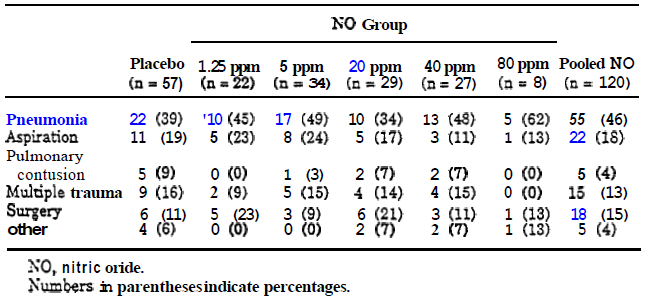 NO Group
Placebo 1.25 ppm 5 ppm 20 ppm 40 ppm 80 ppm Pooled NO
(n = 57) (n = 22) (n = 34) (n = 29) (n = 27) (n = 8) (n = 120)
Pneumonia 22 (39) '10 (45) 17 (49) 10 (34) 13 (48) 5 (62) 55 (46)
Aspiration 11 (19) 5 (23) 8 (24) 5 (17) 3 (11) 1 (13) 22 (18)
Pulmonary
contusion 5 (9) 0 (0) 1 (3) 2 (7) 2 (7) 0 (0) 5 (4)
Multiple trauma 9 (16) 2 (9) 5 (15) 4 (14) 4 (15) 0 (0) 15 (13)
Surgery 6 (11) 5 (23) 3 (9) 6 (21) 3 (11) 1 (13) 18 (15)
other 4 (6) 0 (0) 0 (0) 2 (7) 2 (7) 1 (13) 5 (4)
NO, nitric oride.
Numbers in parentheses indicate percentages.